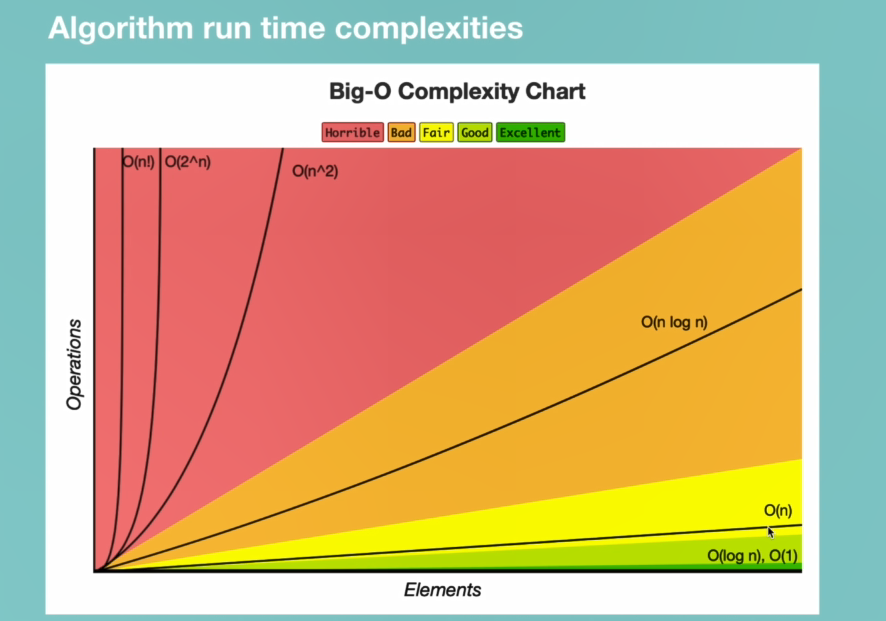 Algorithm run time complexities
Big-O Complexity Chart
Horrible Bad Fair Good Excellent
O(n!) O(2^n)
O(n^2)
O(n log n)
Operations
O(n)
O(log n), O(1)
Elements